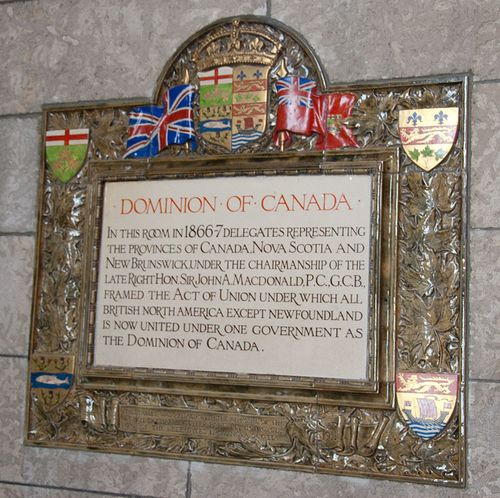 DOMINION · OF · CANADA
IN THIS ROOM IN 1866·7 DELEGATES REPRESENTING
THE PROVINCES OF CANADA, NOVA SCOTIA AND
NEW BRUNSWICK, UNDER THE CHAIRMANSHIP OF THE
LATE RIGHT HON. SIR JOHN A. MACDONALD, P.C., G.C.B.
FRAMED THE ACT OF UNION UNDER WHICH ALL
BRITISH NORTH AMERICA EXCEPT NEWFOUNDLAND
IS NOW UNITED UNDER ONE GOVERNMENT AS
THE DOMINION OF CANADA.